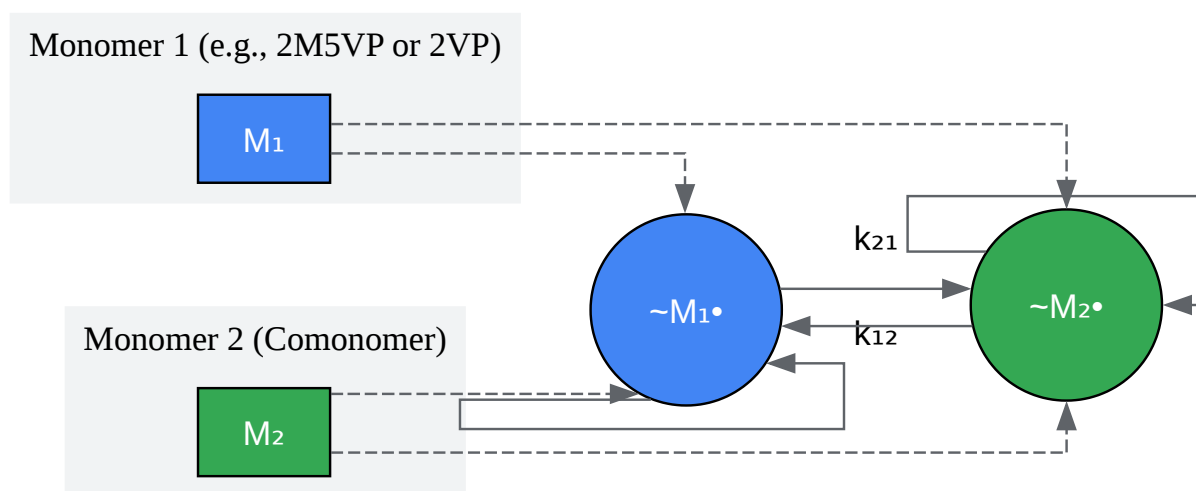 Monomer 1 (e.g., 2M5VP or 2VP)
M₁
k₂₁
~M₁•
~M₂•
k₁₂
Monomer 2 (Comonomer)
M₂